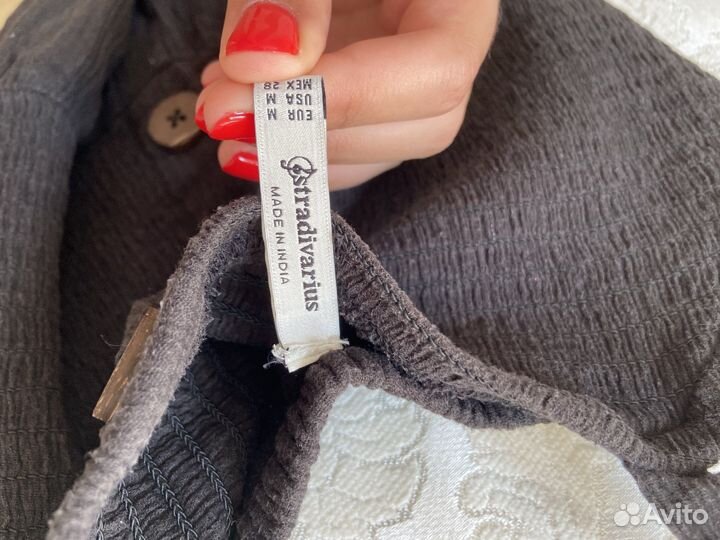 EUR M
USA M
MEX 28
stradivarius
MADE IN INDIA
Avito